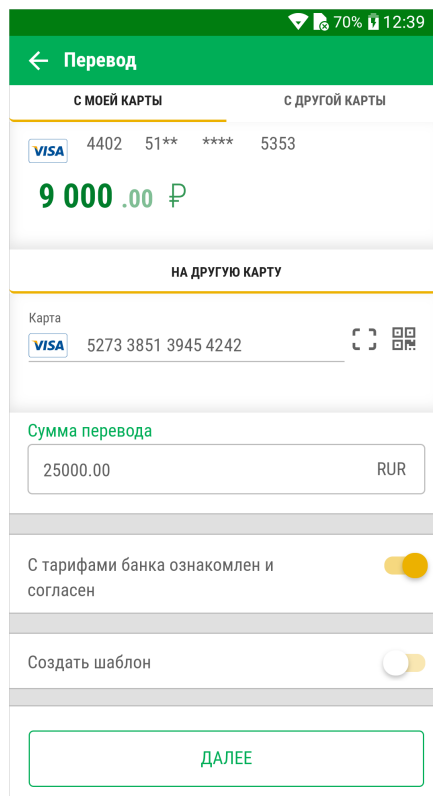 70% 12:39
Перевод
С МОЕЙ КАРТЫ С ДРУГОЙ КАРТЫ
VISA 4402 51** **** 5353
9 000 .00 ₽
НА ДРУГУЮ КАРТУ
Карта
VISA 5273 3851 3945 4242
Сумма перевода
25000.00 RUR
С тарифами банка ознакомлен и
согласен
Создать шаблон
ДАЛЕЕ